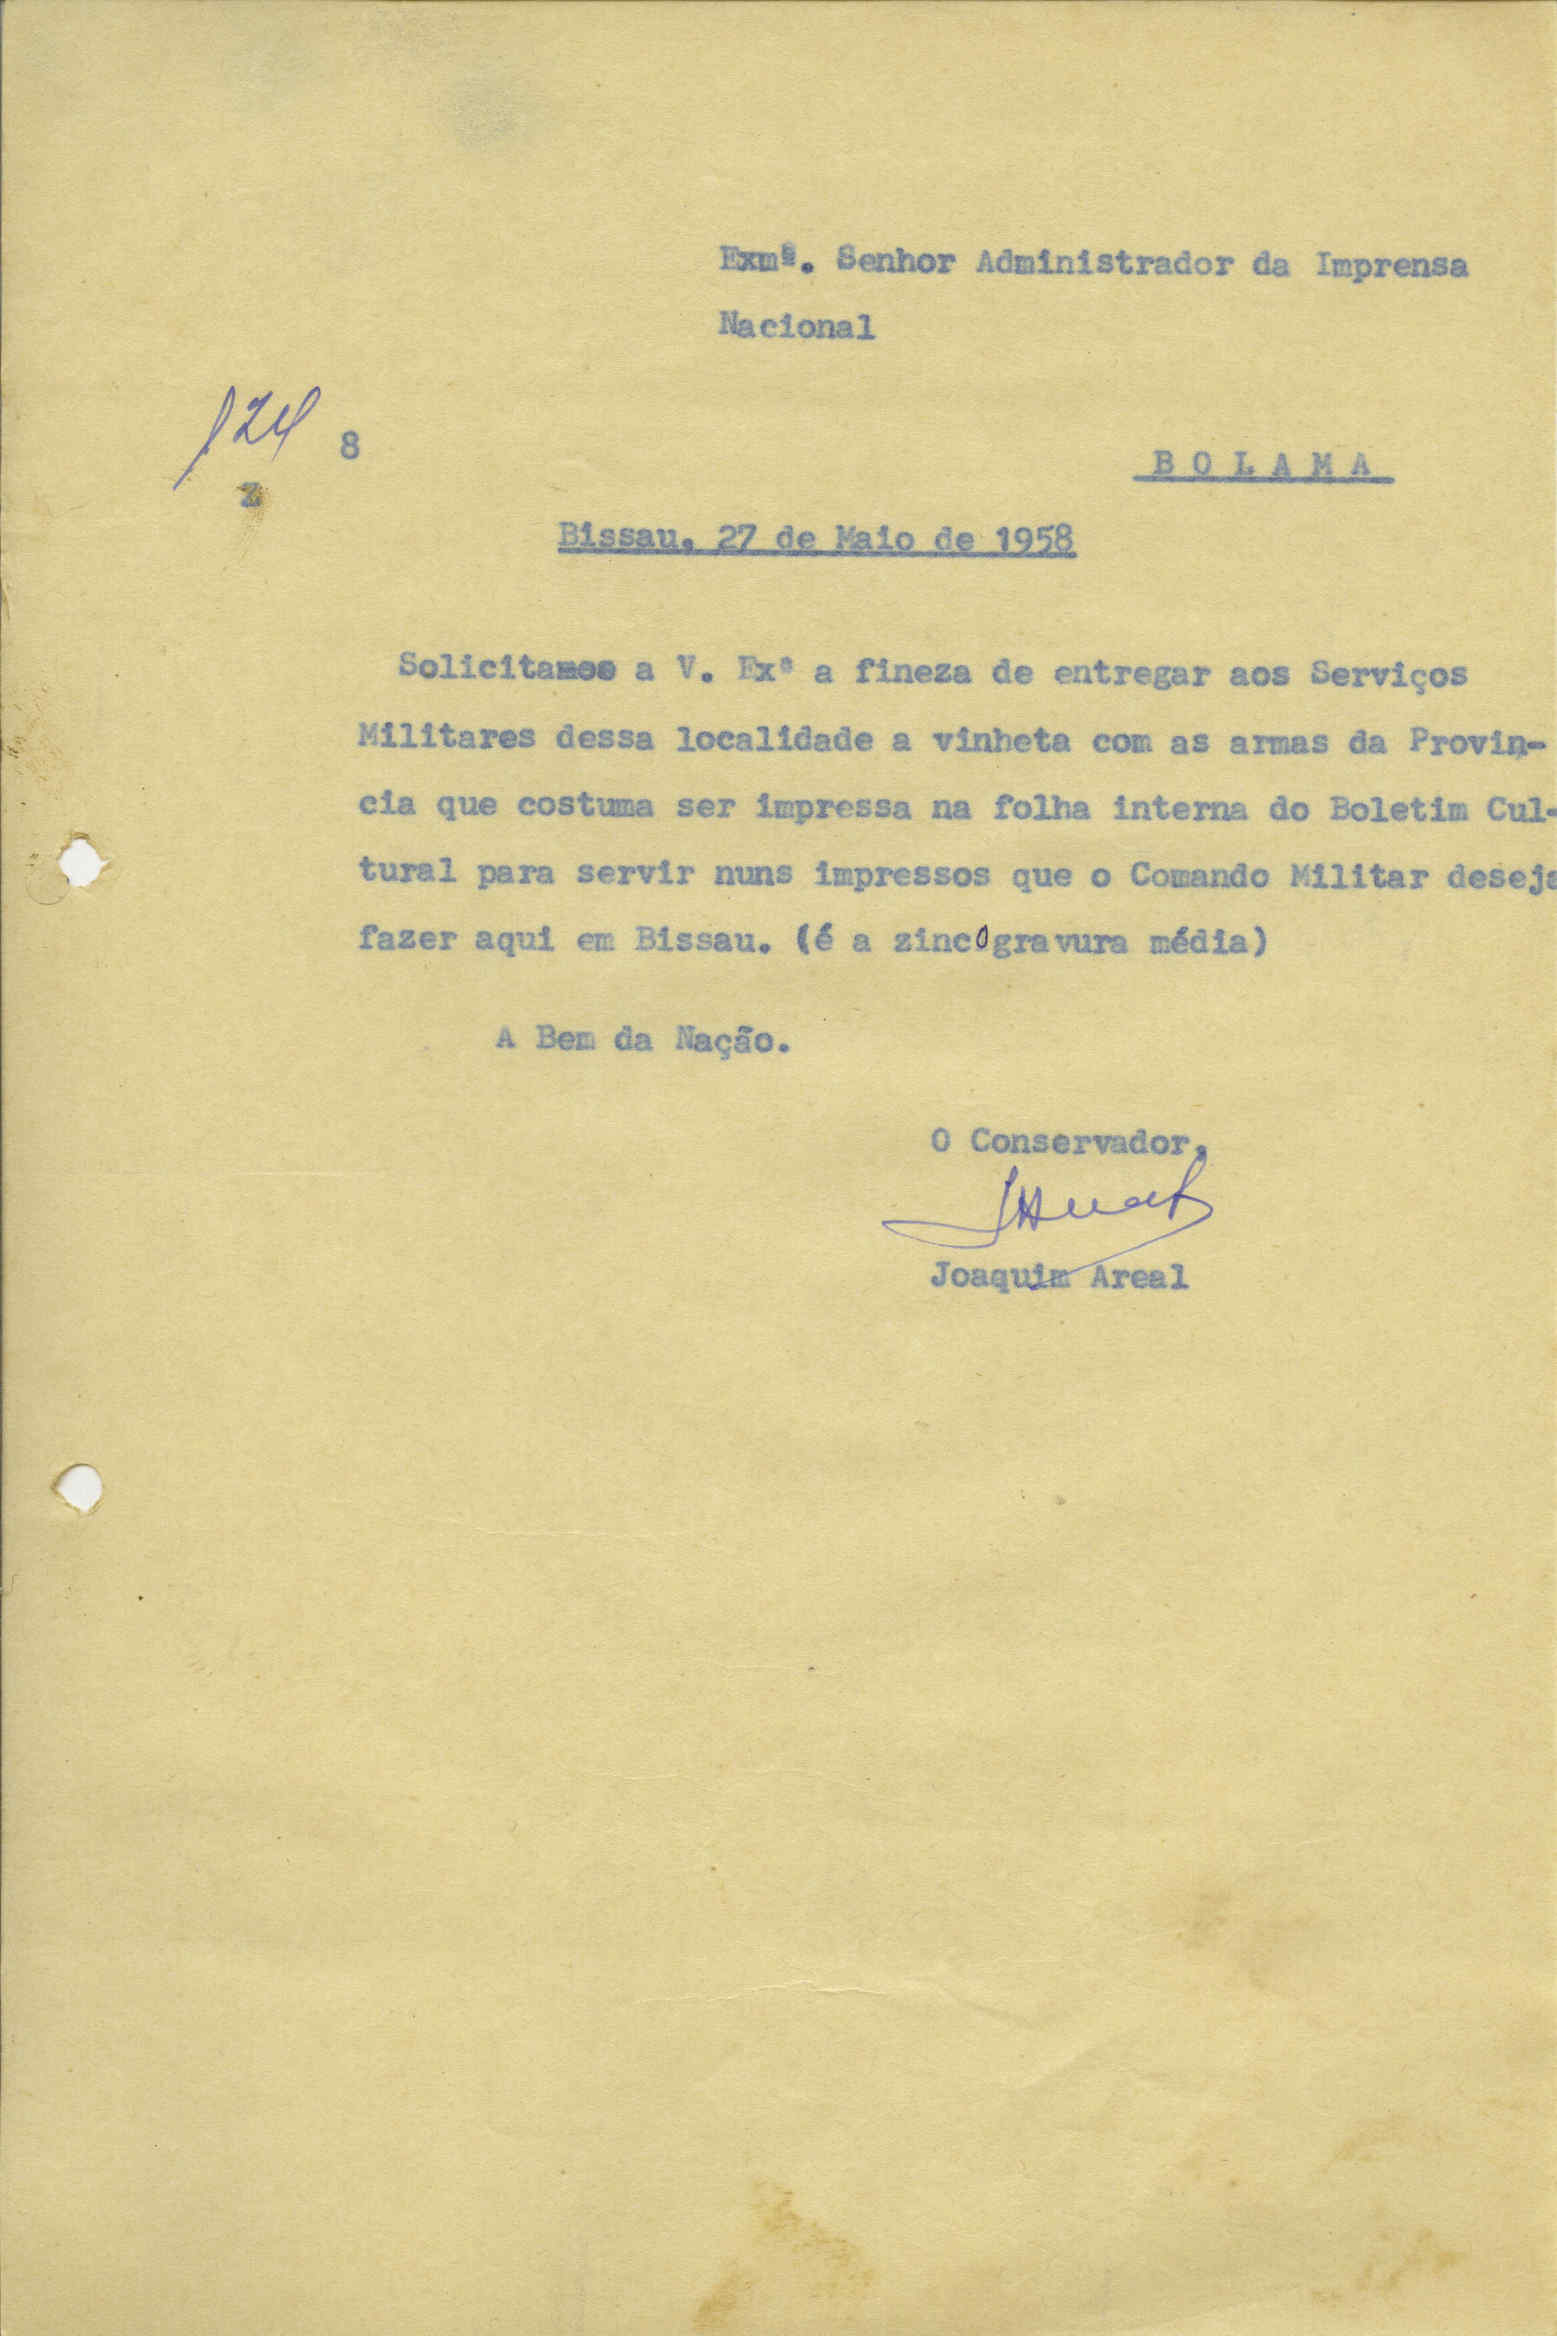 Exmº. Senhor Administrador da Imprensa
Nacional
124 8
Z
B O L A M A
Bissau, 27 de Maio de 1958
Solicitamos a V. Exª a fineza de entregar aos Serviços
Militares dessa localidade a vinheta com as armas da Provin-
cia que costuma ser impressa na folha interna do Boletim Cul-
tural para servir nuns impressos que o Comando Militar deseja
fazer aqui em Bissau. (é a zincogravura média)
A Bem da Nação.
O Conservador,
Joaquim Areal